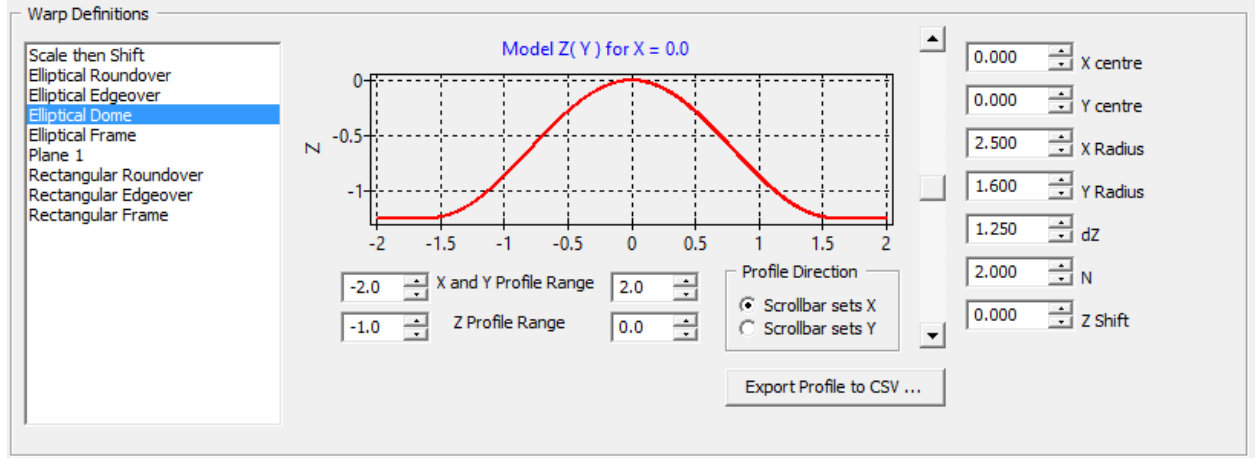 Warp Definitions
Scale then Shift
Elliptical Roundover
Elliptical Edgeover
Elliptical Dome
Elliptical Frame
Plane 1
Rectangular Roundover
Rectangular Edgeover
Rectangular Frame
Model Z( Y ) for X = 0.0
Z
0
-0.5
-1
-2 -1.5 -1 -0.5 0 0.5 1 1.5 2
-2.0 X and Y Profile Range 2.0
-1.0 Z Profile Range 0.0
Profile Direction
Scrollbar sets X
Scrollbar sets Y
Export Profile to CSV ...
0.000 X centre
0.000 Y centre
2.500 X Radius
1.600 Y Radius
1.250 dZ
2.000 N
0.000 Z Shift